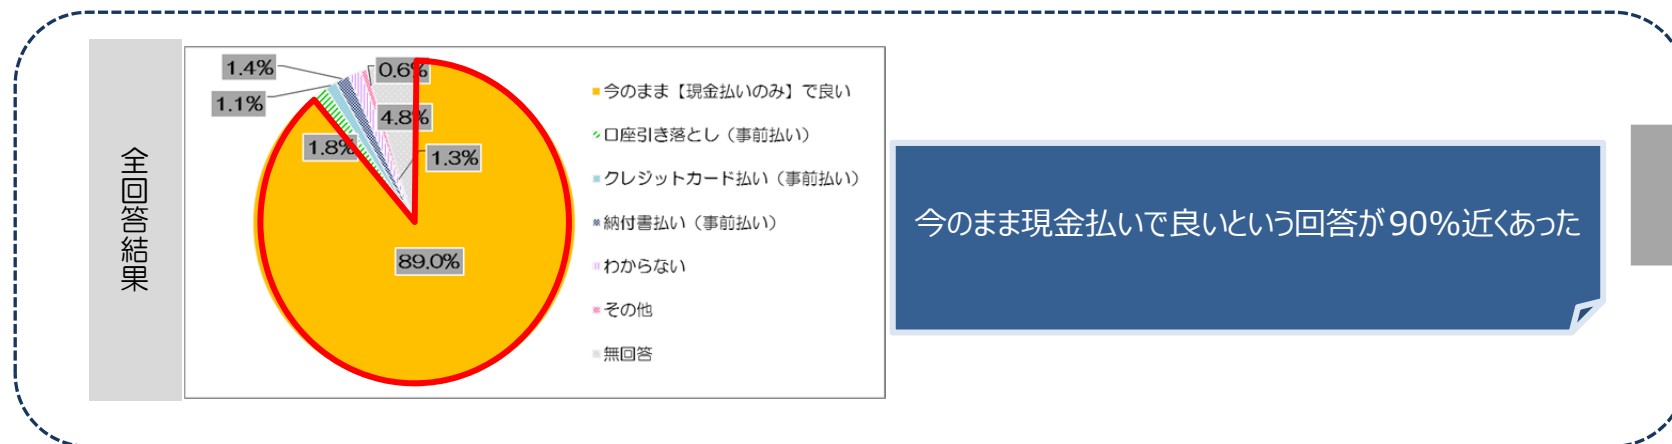 全回答結果
1.4%
0.6%
1.1%
4.8%
1.8%
1.3%
89.0%
今のまま【現金払いのみ】で良い
口座引き落とし（事前払い）
クレジットカード払い（事前払い）
納付書払い（事前払い）
わからない
その他
無回答
今のまま現金払いで良いという回答が90%近くあった